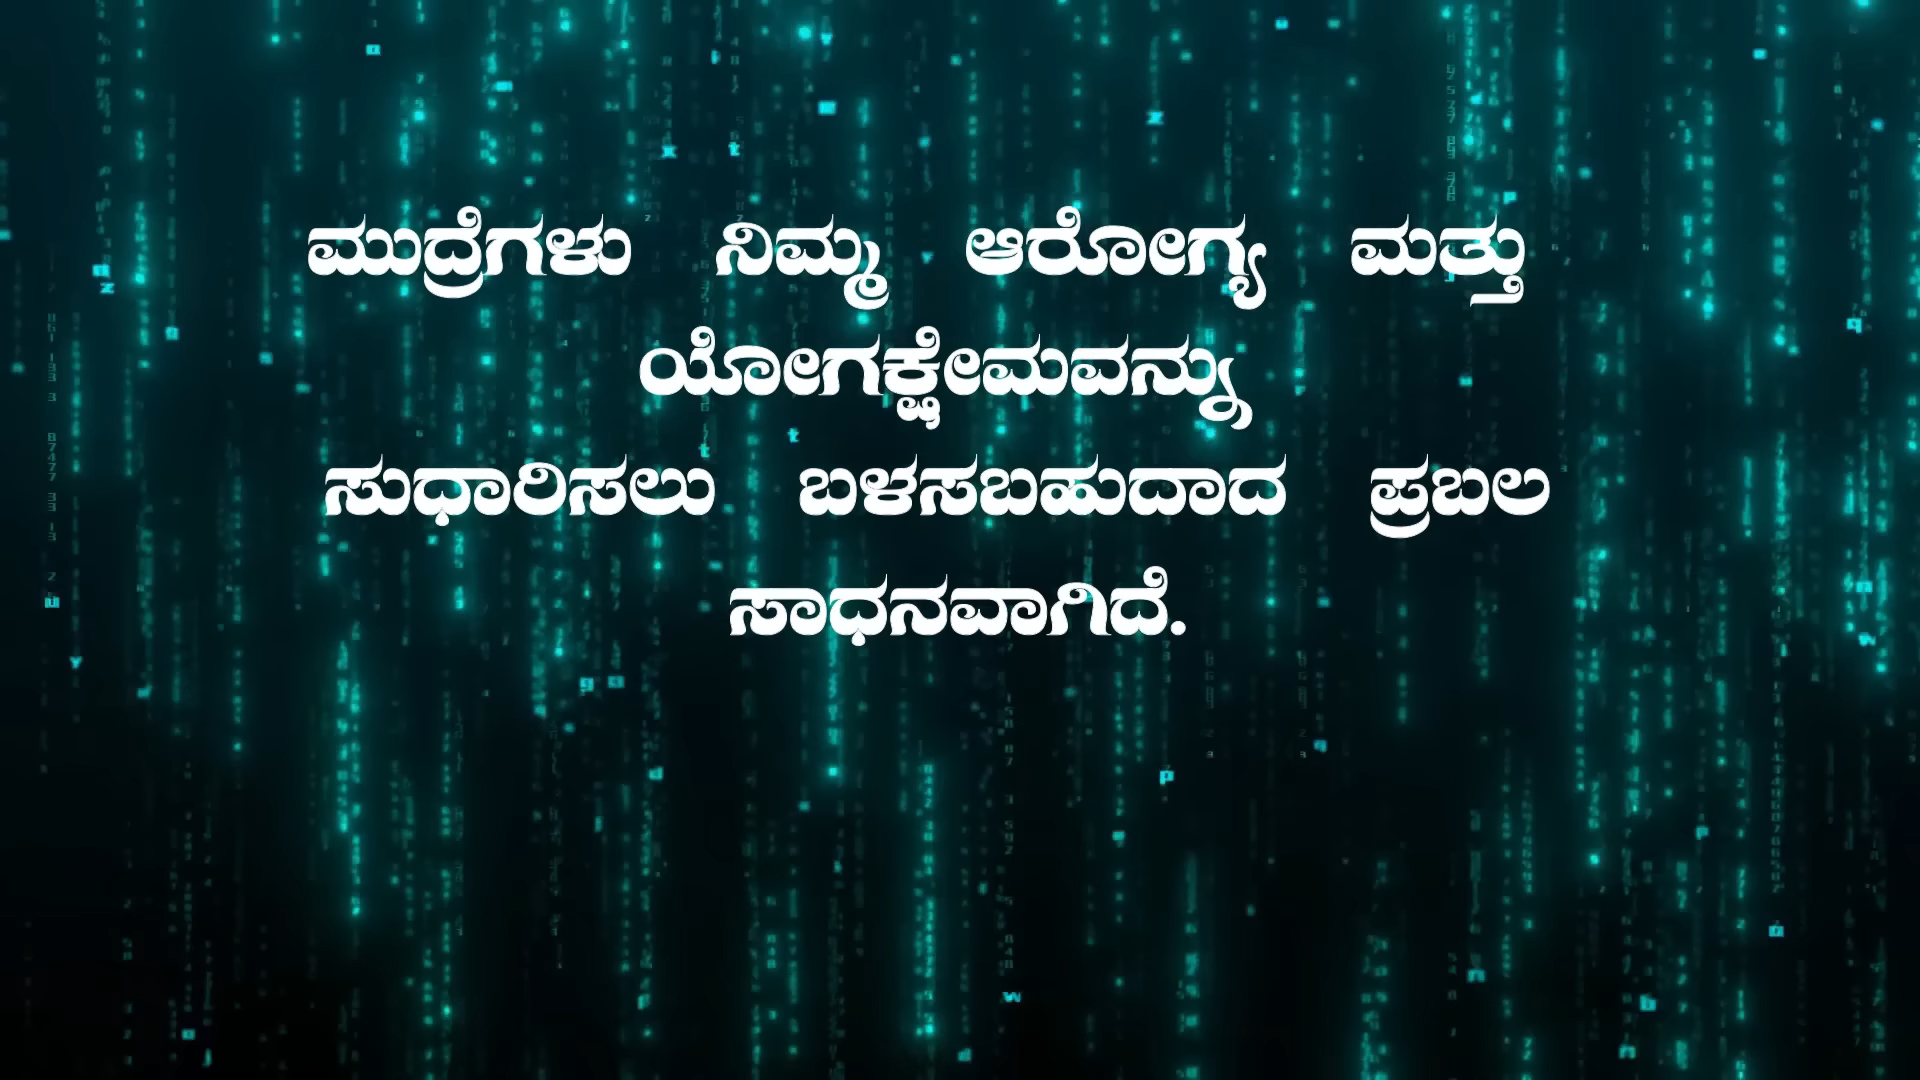 ಮುದ್ರೆಗಳು ನಿಮ್ಮ ಆರೋಗ್ಯ ಮತ್ತು
ಯೋಗಕ್ಷೇಮವನ್ನು
ಸುಧಾರಿಸಲು ಬಳಸಬಹುದಾದ ಪ್ರಬಲ
ಸಾಧನವಾಗಿದೆ.